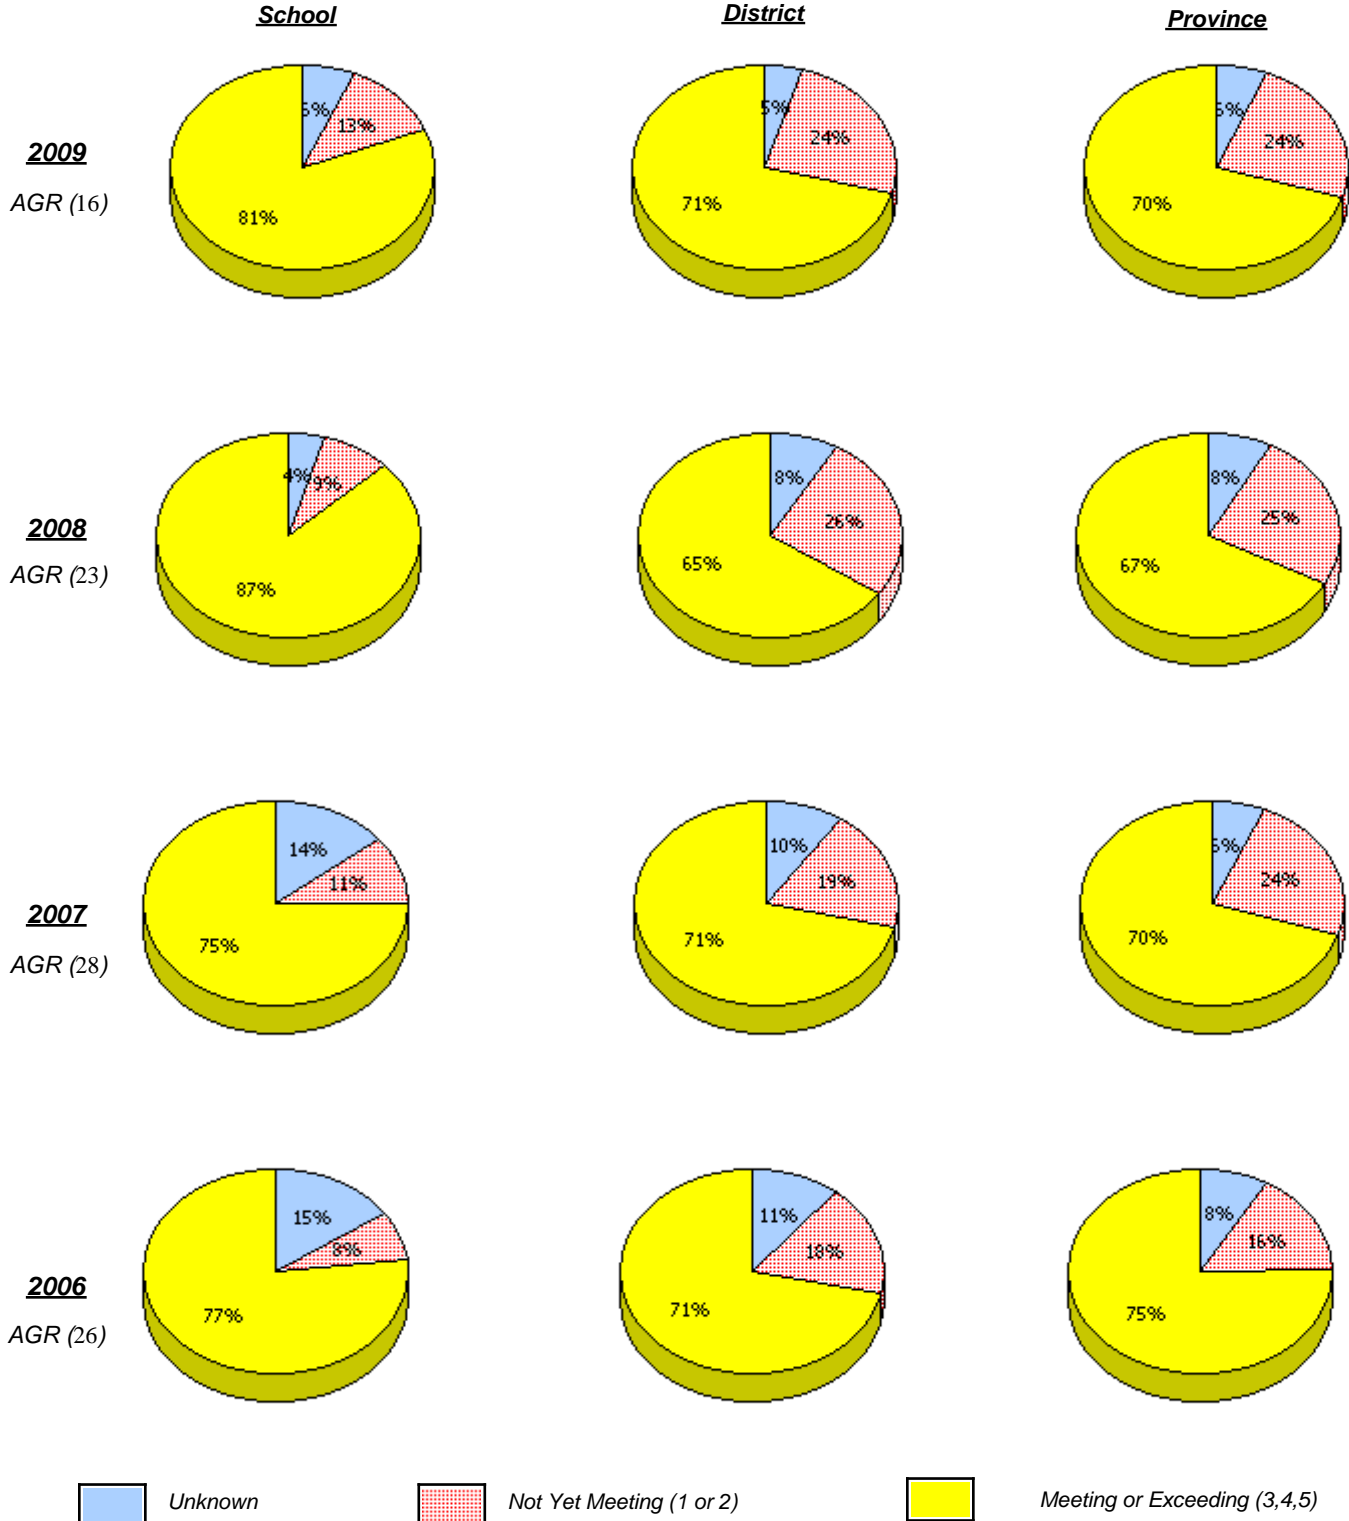 School District Province
6% 5% 6%
13% 24% 24%
2009
AGR (16)
81% 71% 70%
4% 9% 8% 26% 8% 25%
2008
AGR (23)
87% 65% 67%
14% 10% 6%
11% 19% 24%
2007
AGR (28)
75% 71% 70%
15% 11% 8%
8% 18% 16%
2006
AGR (26)
77% 71% 75%
Unknown Not Yet Meeting (1 or 2) Meeting or Exceeding (3,4,5)